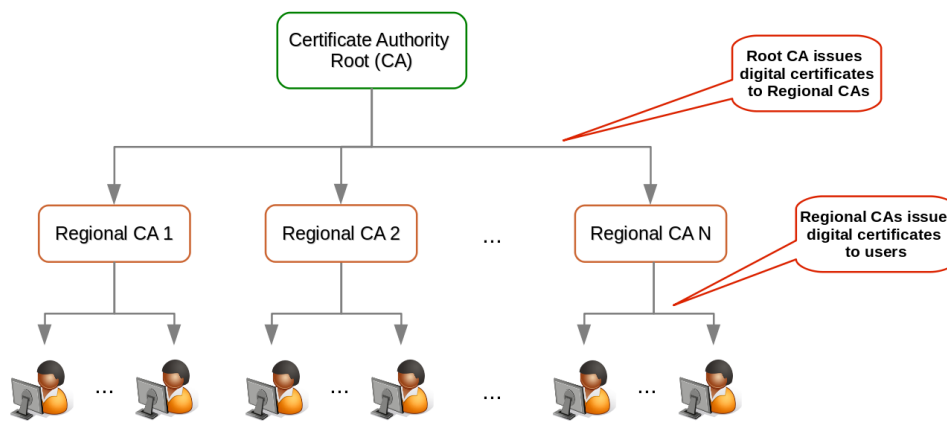 Certificate Authority
Root (CA)
Root CA issues
digital certificates
to Regional CAs
Regional CA 1
Regional CA 2
...
Regional CA N
Regional CAs issue
digital certificates
to users
...
...
...
...